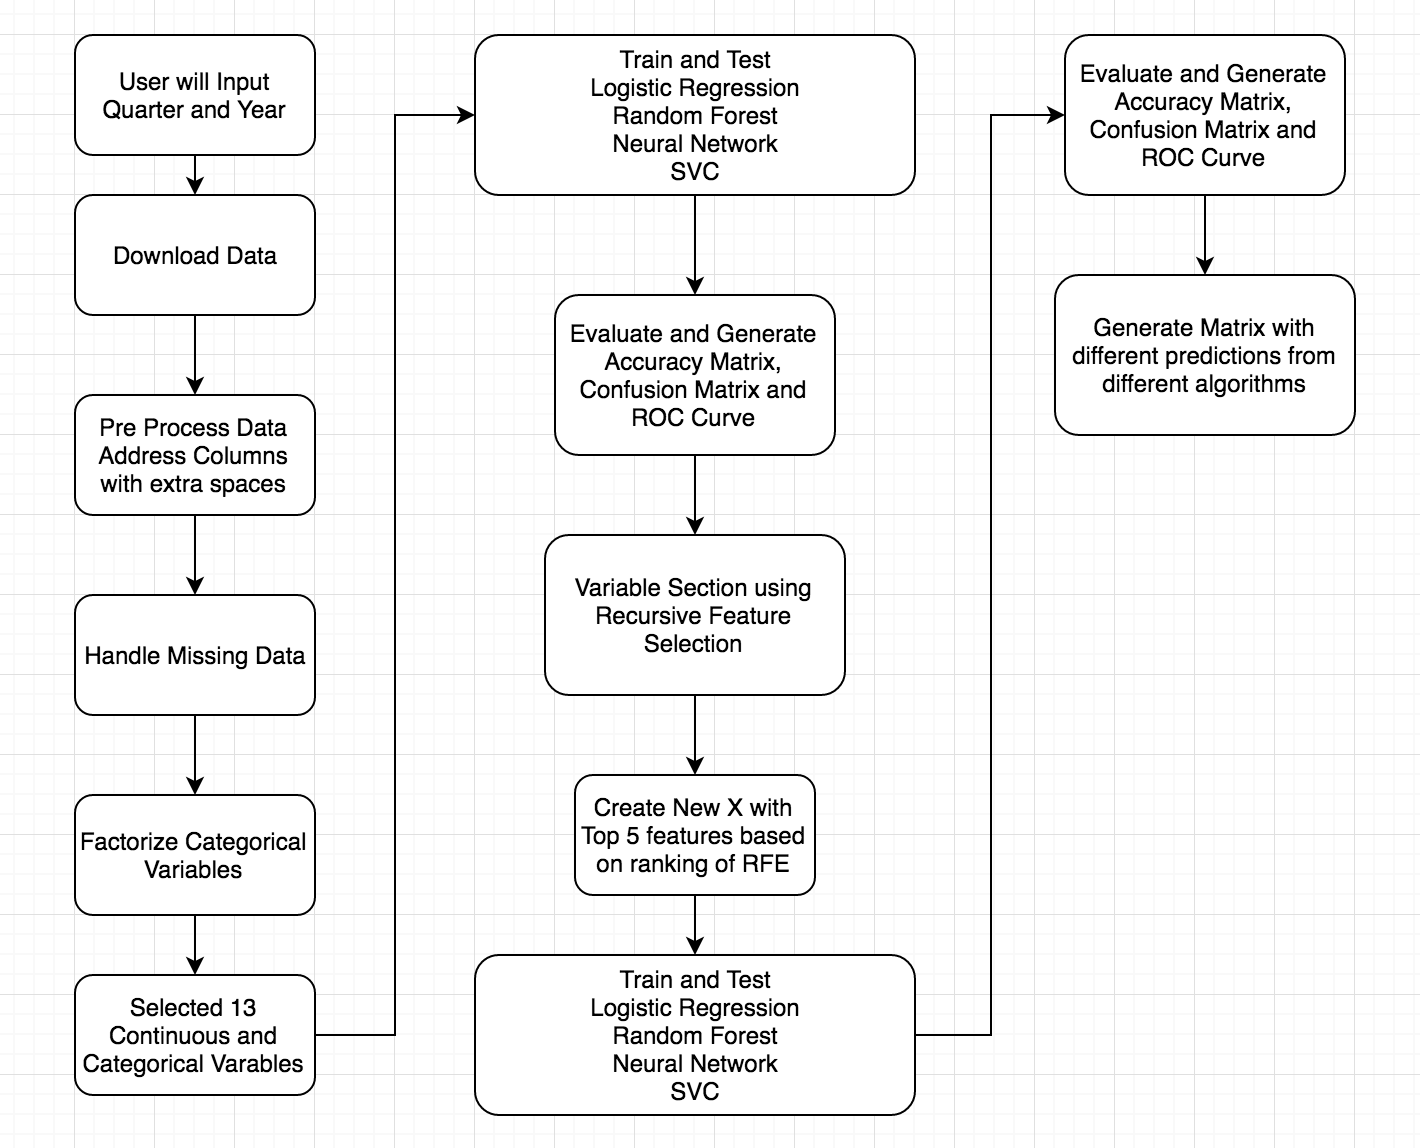 User will Input
Quarter and Year
Download Data
Pre Process Data
Address Columns
with extra spaces
Handle Missing Data
Factorize Categorical
Variables
Selected 13
Continuous and
Categorical Varables
Train and Test
Logistic Regression
Random Forest
Neural Network
SVC
Evaluate and Generate
Accuracy Matrix,
Confusion Matrix and
ROC Curve
Variable Section using
Recursive Feature
Selection
Create New X with
Top 5 features based
on ranking of RFE
Train and Test
Logistic Regression
Random Forest
Neural Network
SVC
Evaluate and Generate
Accuracy Matrix,
Confusion Matrix and
ROC Curve
Generate Matrix with
different predictions from
different algorithms